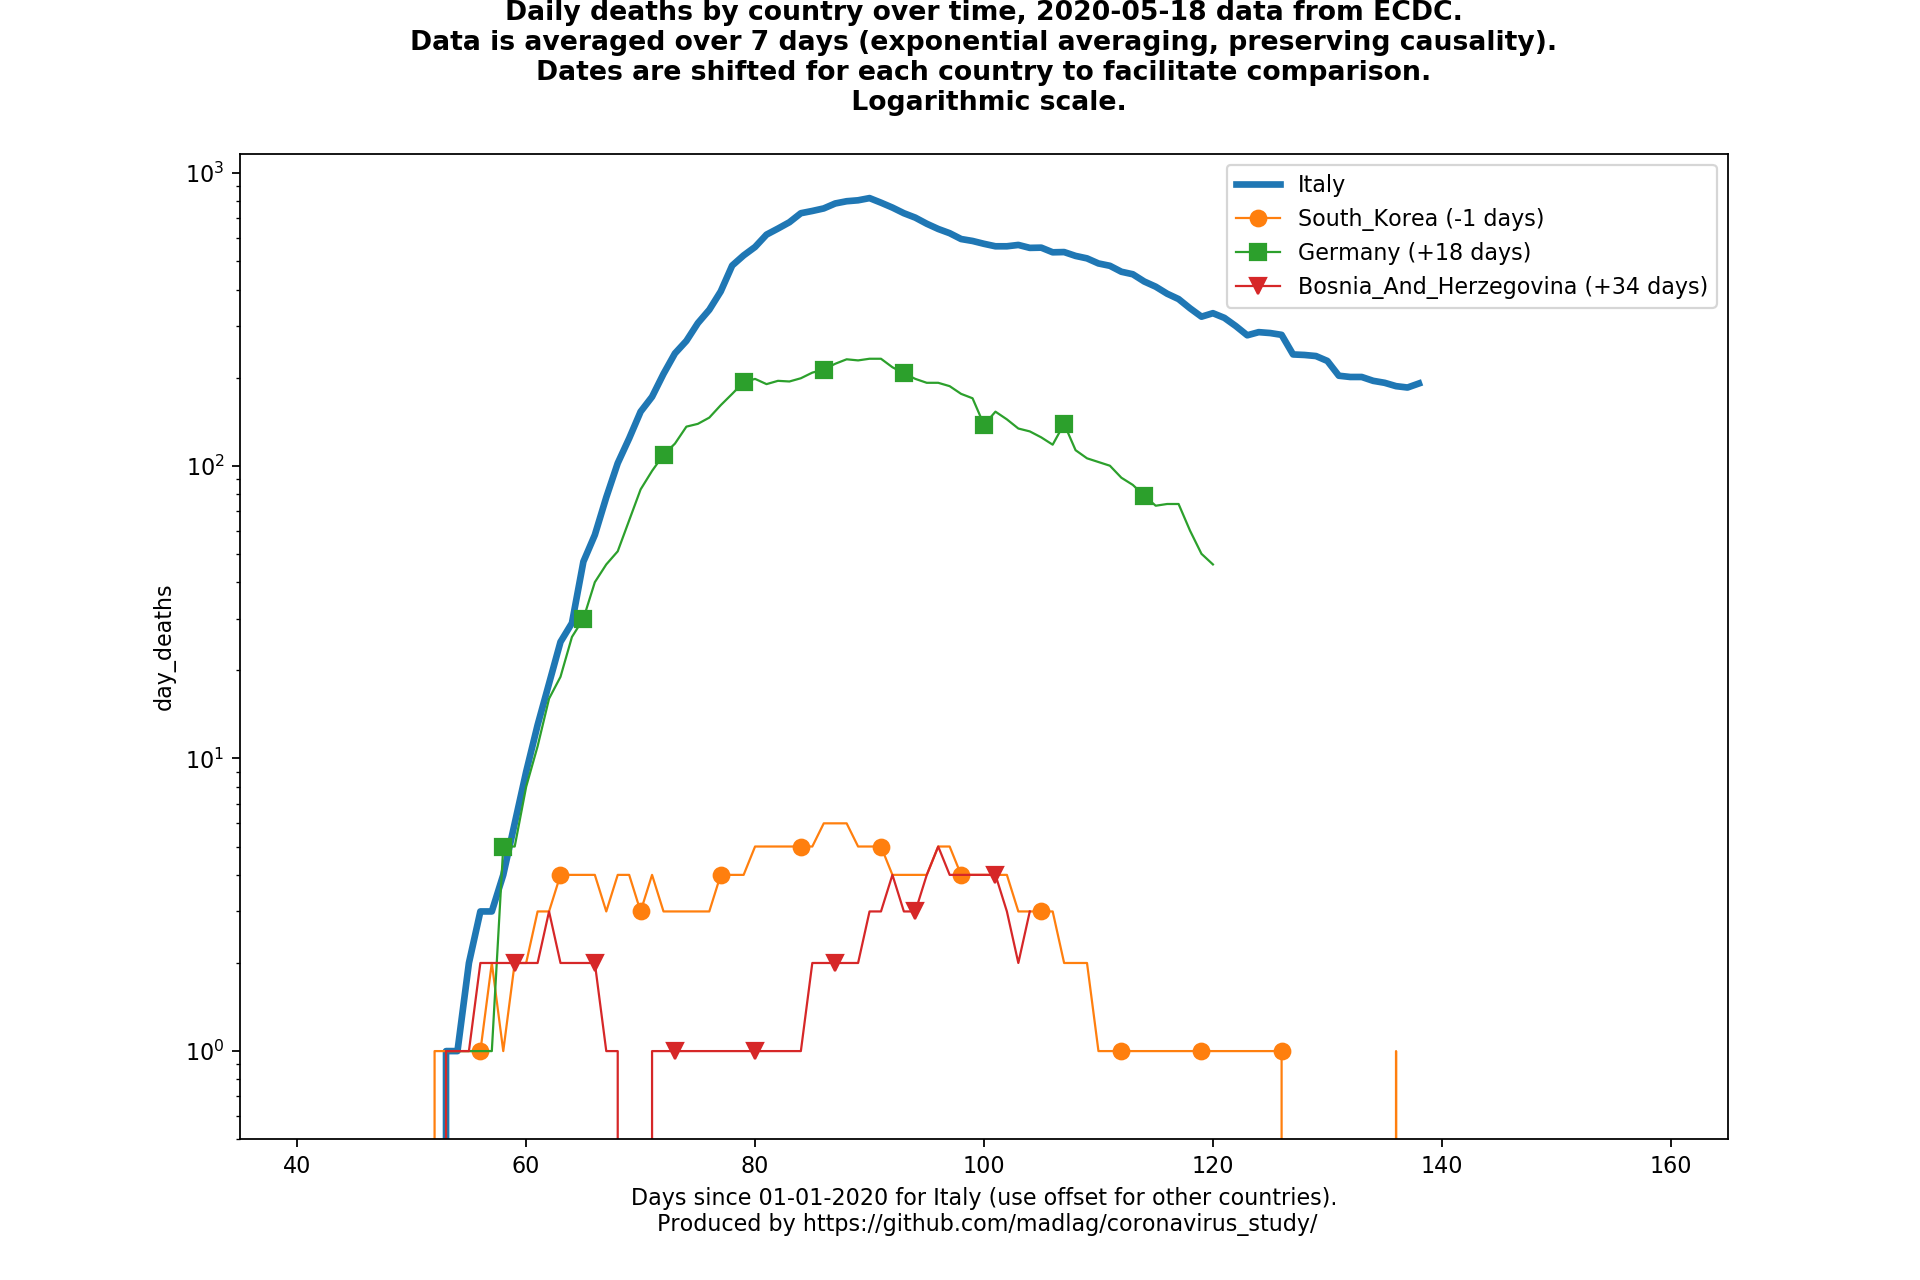 Daily deaths by country over time, 2020-05-18 data from ECDC.
Data is averaged over 7 days (exponential averaging, preserving causality).
Dates are shifted for each country to facilitate comparison.
Logarithmic scale.
10³
10²
10¹
10⁰
day_deaths
Italy
South_Korea (-1 days)
Germany (+18 days)
Bosnia_And_Herzegovina (+34 days)
40 60 80 100 120 140 160
Days since 01-01-2020 for Italy (use offset for other countries).
Produced by https://github.com/madlag/coronavirus_study/